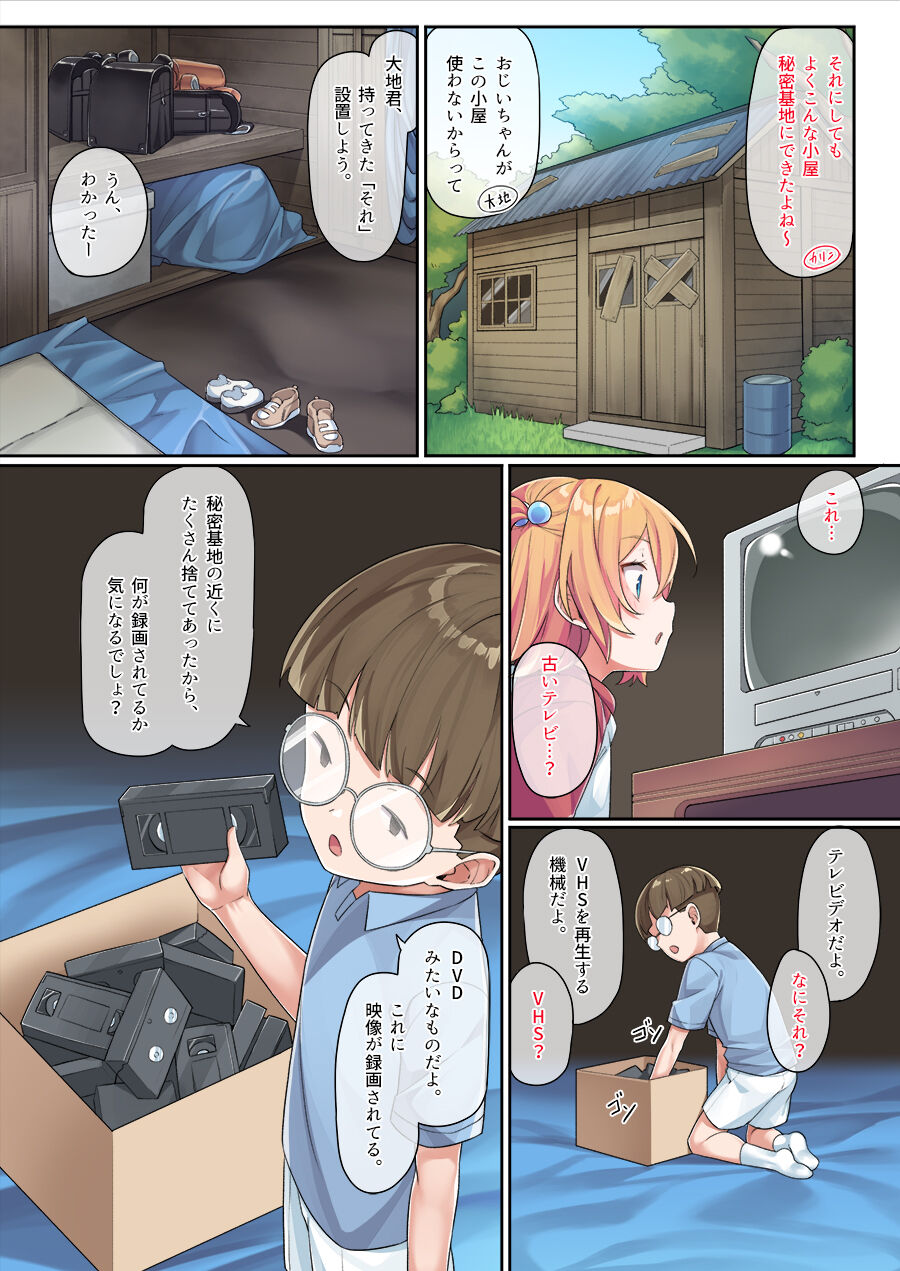 それにしても
よくこんな小屋
秘密基地にできたよね～
カリン
おじいちゃんが
この小屋
使わないからって
大地
大地君、
持ってきた「それ」
設置しよう。
うん、
わかったー
これ…
古いテレビ…？
テレビデオだよ。
なにそれ？
VHSを再生する
機械だよ。
VHS？
ゴソ
ゴソ
秘密基地の近くに
たくさん捨ててあったから、
何が録画されてるか
気になるでしょ？
DVD
みたいなものだよ。
これに
映像が録画されてる。